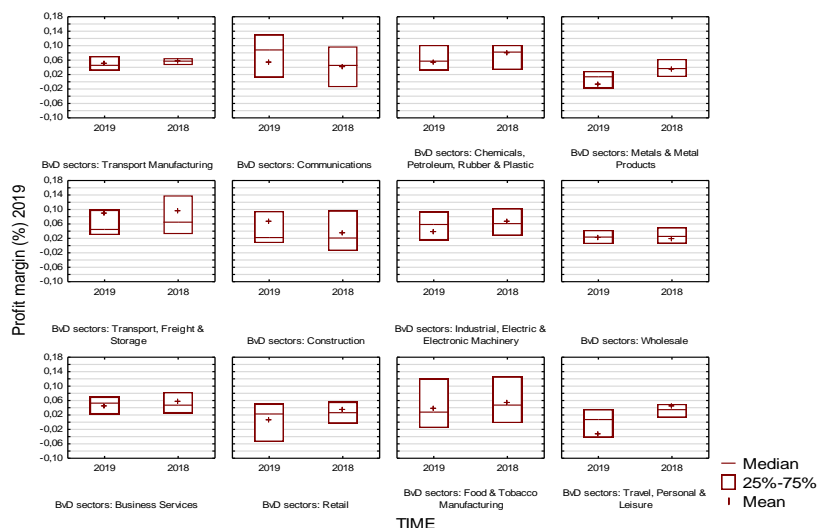 0,18
0,10
0,06
0,02
-0,02
-0,06
-0,10
2019 2018 2019 2018 2019 2018 2019 2018
BvD sectors: Transport Manufacturing
BvD sectors: Communications
BvD sectors: Chemicals,
Petroleum, Rubber & Plastic
BvD sectors: Metals & Metal
Products
Profit margin (%) 2019
0,18
0,14
0,10
0,06
0,02
-0,02
-0,06
-0,10
2019 2018 2019 2018 2019 2018 2019 2018
BvD sectors: Transport, Freight &
Storage
BvD sectors: Construction
BvD sectors: Industrial, Electric &
Electronic Machinery
BvD sectors: Wholesale
0,18
0,14
0,10
0,06
0,02
-0,02
-0,06
-0,10
2019 2018 2019 2018 2019 2018 2019 2018
BvD sectors: Business Services
BvD sectors: Retail
BvD sectors: Food & Tobacco
Manufacturing
BvD sectors: Travel, Personal &
Leisure
TIME
Median
25%-75%
Mean